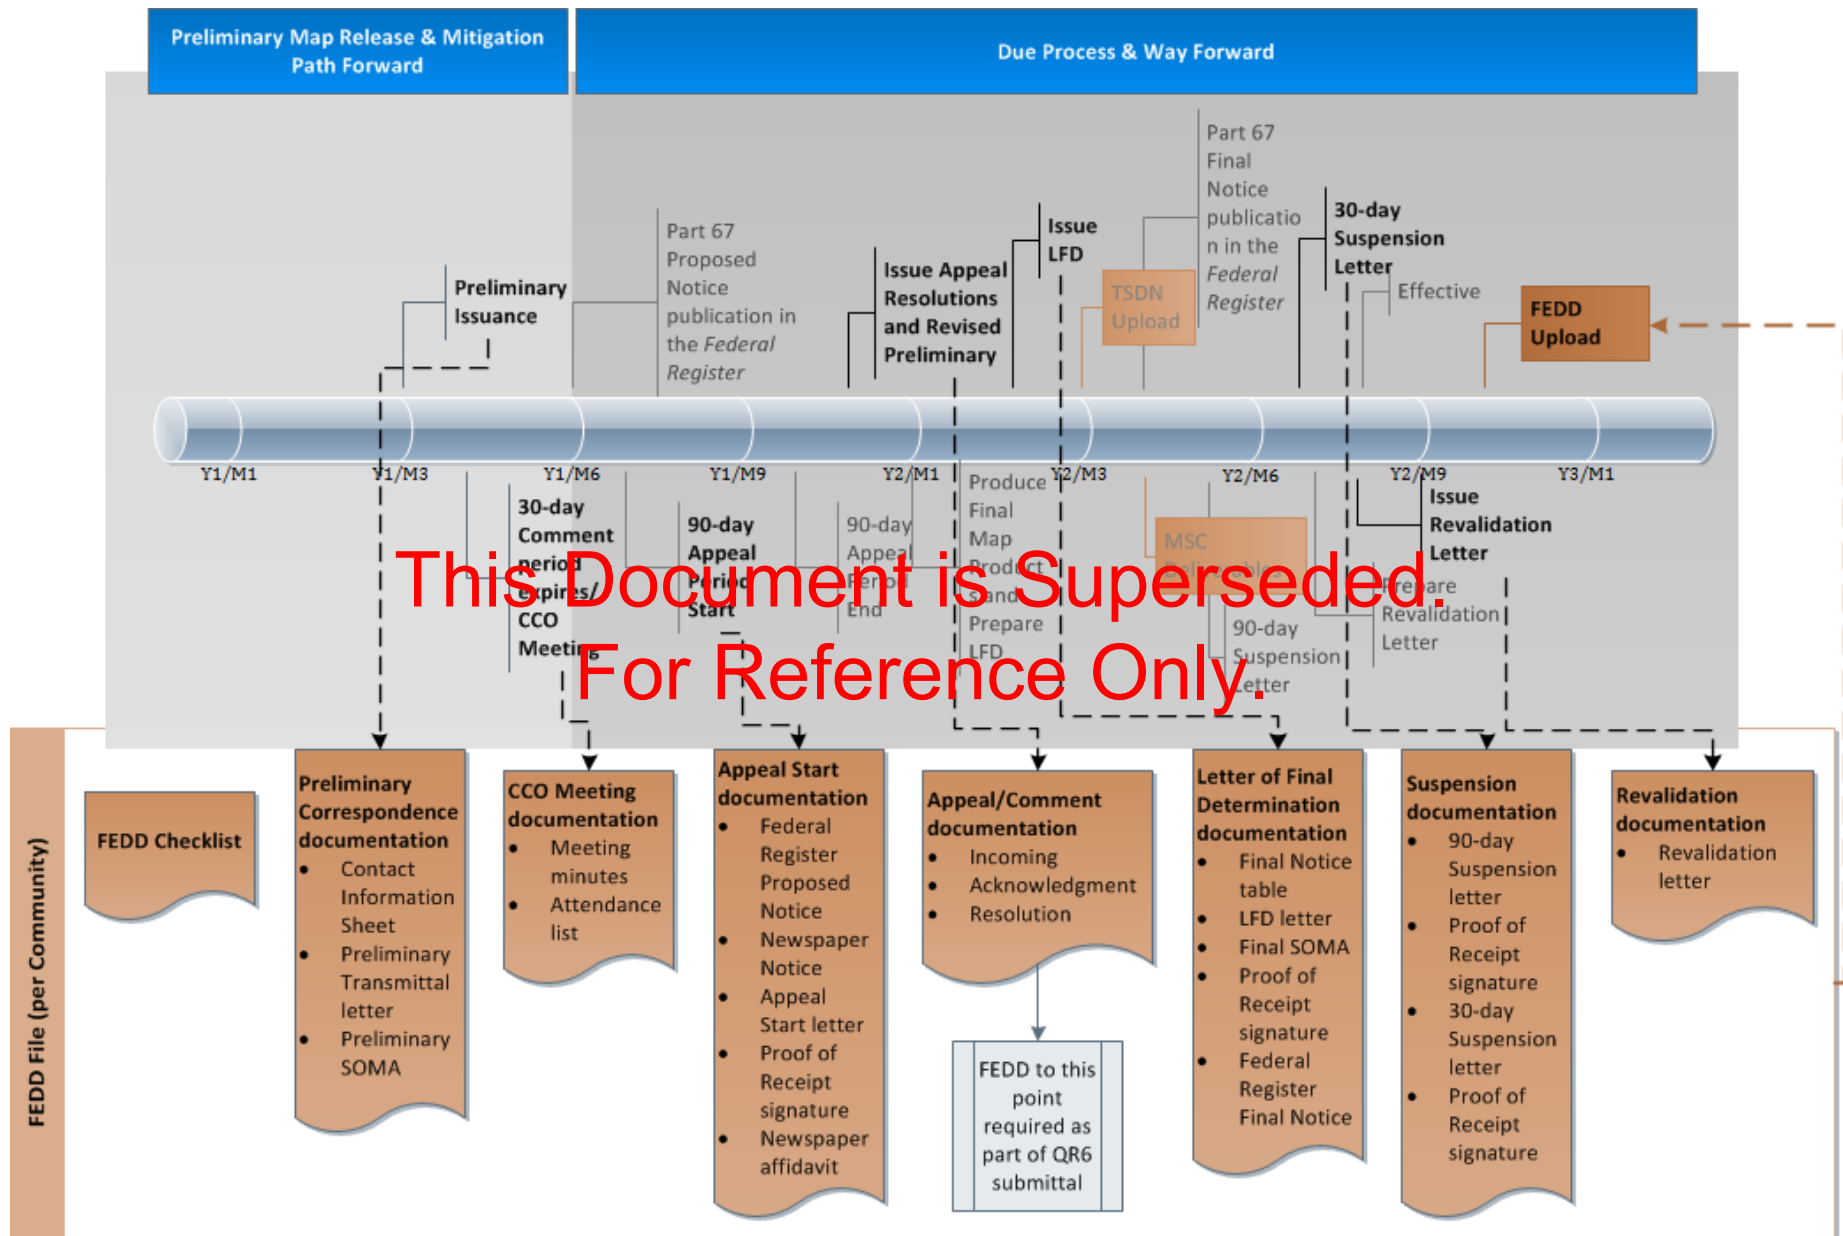 Preliminary Map Release & Mitigation
Path Forward
Due Process & Way Forward
Preliminary
Issuance
Part 67
Proposed
Notice
publication in
the Federal
Register
Issue Appeal
Resolutions
and Revised
Preliminary
Issue
LFD
TSDN
Upload
Part 67
Final
Notice
publicatio
n in the
Federal
Register
30-day
Suspension
Letter
Effective
FEDD
Upload
Y1/M1
Y1/M3
Y1/M6
Y1/M9
Y2/M1
Y2/M3
Y2/M6
Y2/M9
Y3/M1
30-day
Comment
period
expires/
CCO
Meeting
90-day
Appeal
Period
Start
90-day
Appeal
Period
End
Produce
Final
Map
Product
sand
Prepare
LFD
MSC
Deliverables
90-day
Suspension
Letter
Prepare
Revalidation
Letter
Issue
Revalidation
Letter
This Document is Superseded.
For Reference Only.
FEDD File (per Community)
FEDD Checklist
Preliminary
Correspondence
documentation
• Contact
Information
Sheet
• Preliminary
Transmittal
letter
• Preliminary
SOMA
CCO Meeting
documentation
• Meeting
minutes
• Attendance
list
Appeal Start
documentation
• Federal
Register
Proposed
Notice
• Newspaper
Notice
• Appeal
Start letter
• Proof of
Receipt
signature
• Newspaper
affidavit
Appeal/Comment
documentation
• Incoming
• Acknowledgment
• Resolution
FEDD to this
point
required as
part of QR6
submittal
Letter of Final
Determination
documentation
• Final Notice
table
• LFD letter
• Final SOMA
• Proof of
Receipt
signature
• Federal
Register
Final Notice
Suspension
documentation
• 90-day
Suspension
letter
• Proof of
Receipt
signature
• 30-day
Suspension
letter
• Proof of
Receipt
signature
Revalidation
documentation
• Revalidation
letter